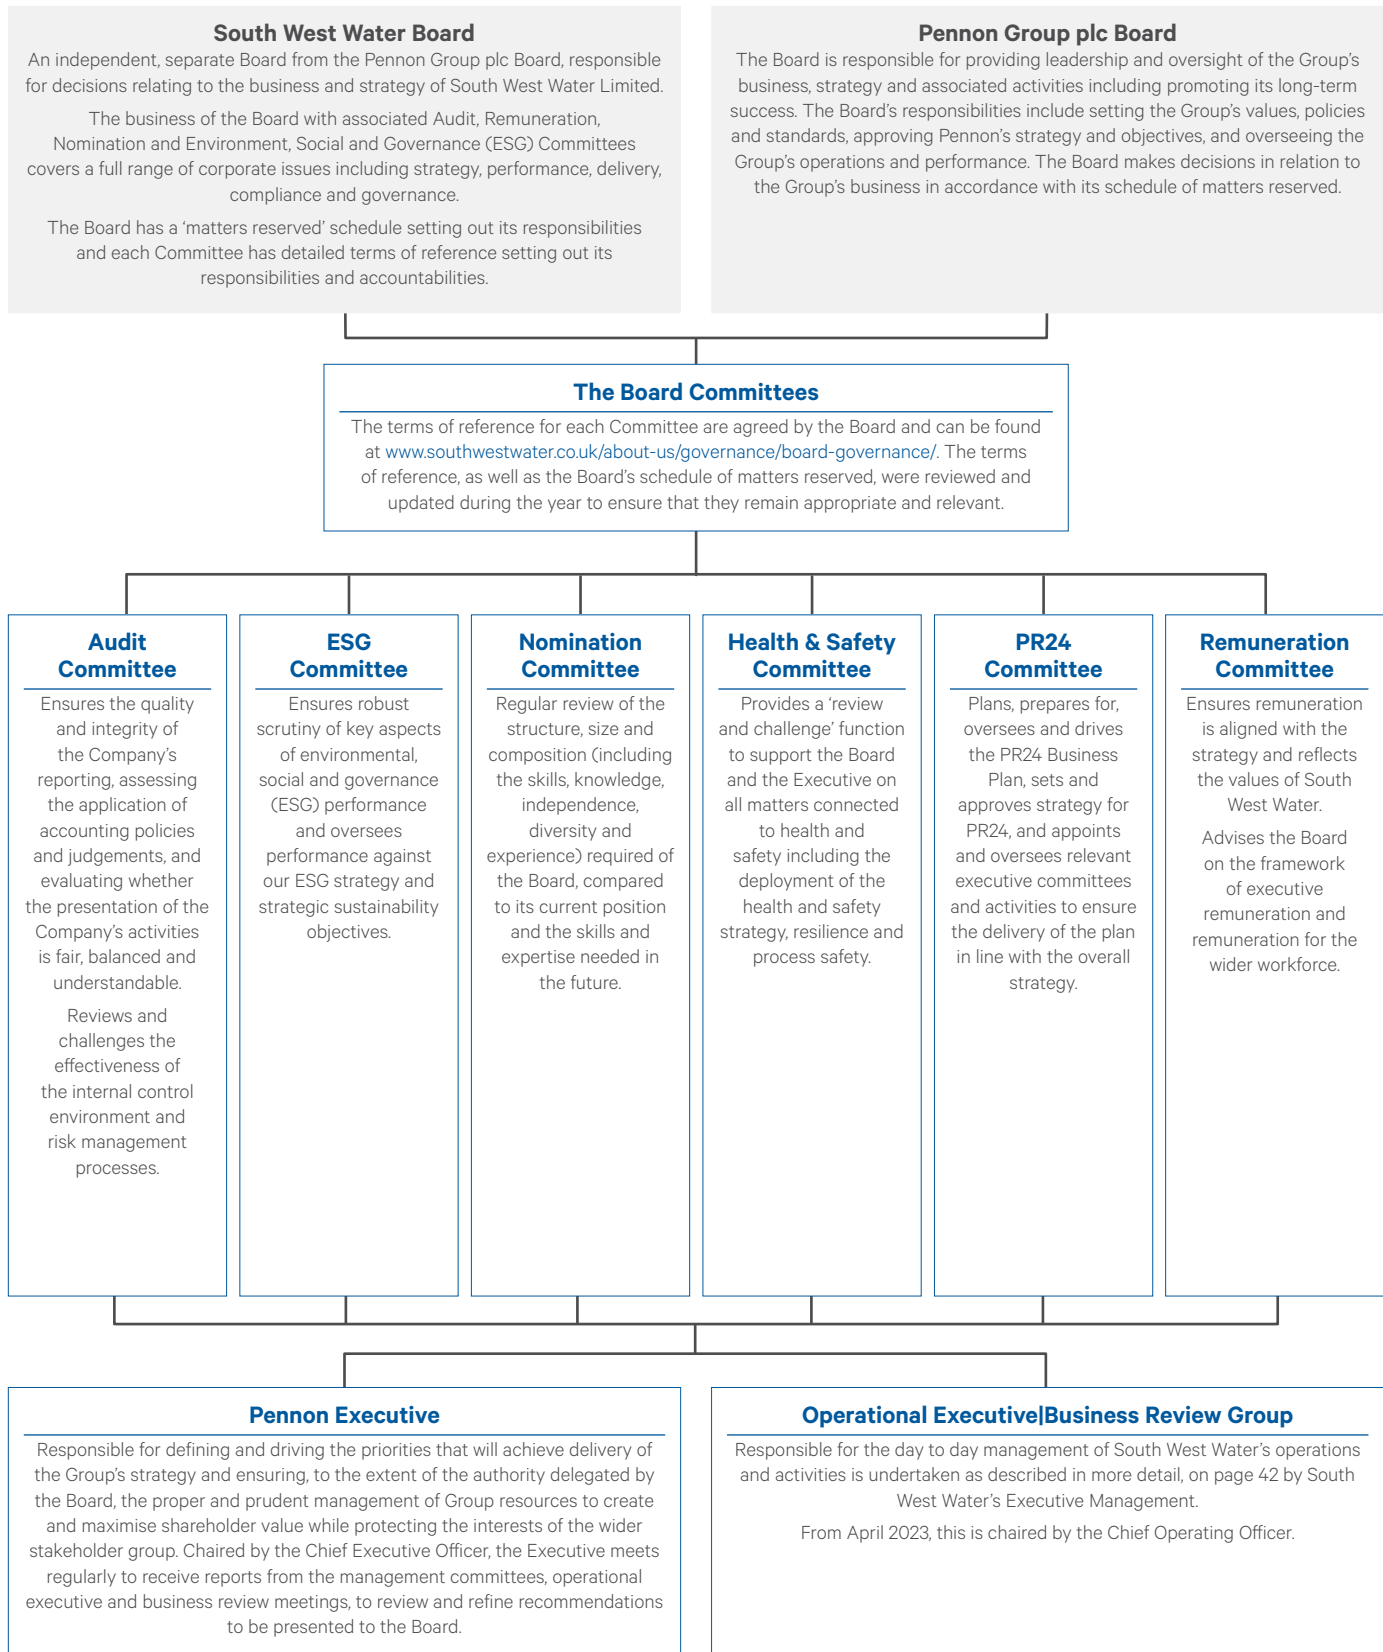 South West Water Board
An independent, separate Board from the Pennon Group plc Board, responsible
for decisions relating to the business and strategy of South West Water Limited.
The business of the Board with associated Audit, Remuneration,
Nomination and Environment, Social and Governance (ESG) Committees
covers a full range of corporate issues including strategy, performance, delivery,
compliance and governance.
The Board has a ‘matters reserved’ schedule setting out its responsibilities
and each Committee has detailed terms of reference setting out its
responsibilities and accountabilities.
Pennon Group plc Board
The Board is responsible for providing leadership and oversight of the Group’s
business, strategy and associated activities including promoting its long-term
success. The Board’s responsibilities include setting the Group’s values, policies
and standards, approving Pennon’s strategy and objectives, and overseeing the
Group’s operations and performance. The Board makes decisions in relation to
the Group’s business in accordance with its schedule of matters reserved.
The Board Committees
The terms of reference for each Committee are agreed by the Board and can be found
at www.southwestwater.co.uk/about-us/governance/board-governance/. The terms
of reference, as well as the Board’s schedule of matters reserved, were reviewed and
updated during the year to ensure that they remain appropriate and relevant.
Audit
Committee
Ensures the quality
and integrity of
the Company’s
reporting, assessing
the application of
accounting policies
and judgements, and
evaluating whether
the presentation of the
Company’s activities
is fair, balanced and
understandable.
Reviews and
challenges the
effectiveness of
the internal control
environment and
risk management
processes.
ESG
Committee
Ensures robust
scrutiny of key aspects
of environmental,
social and governance
(ESG) performance
and oversees
performance against
our ESG strategy and
strategic sustainability
objectives.
Nomination
Committee
Regular review of the
structure, size and
composition (including
the skills, knowledge,
independence,
diversity and
experience) required of
the Board, compared
to its current position
and the skills and
expertise needed in
the future.
Health & Safety
Committee
Provides a ‘review
and challenge’ function
to support the Board
and the Executive on
all matters connected
to health and
safety including the
deployment of the
health and safety
strategy, resilience and
process safety.
PR24
Committee
Plans, prepares for,
oversees and drives
the PR24 Business
Plan, sets and
approves strategy for
PR24, and appoints
and oversees relevant
executive committees
and activities to ensure
the delivery of the plan
in line with the overall
strategy.
Remuneration
Committee
Ensures remuneration
is aligned with the
strategy and reflects
the values of South
West Water.
Advises the Board
on the framework
of executive
remuneration and
remuneration for the
wider workforce.
Pennon Executive
Responsible for defining and driving the priorities that will achieve delivery of
the Group’s strategy and ensuring, to the extent of the authority delegated by
the Board, the proper and prudent management of Group resources to create
and maximise shareholder value while protecting the interests of the wider
stakeholder group. Chaired by the Chief Executive Officer, the Executive meets
regularly to receive reports from the management committees, operational
executive and business review meetings, to review and refine recommendations
to be presented to the Board.
Operational Executive|Business Review Group
Responsible for the day to day management of South West Water’s operations
and activities is undertaken as described in more detail, on page 42 by South
West Water’s Executive Management.
From April 2023, this is chaired by the Chief Operating Officer.